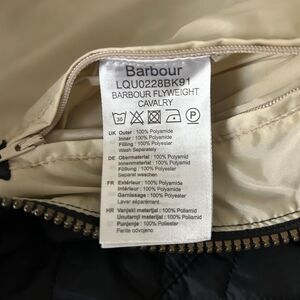 Barbour
LQU0228BK91
BARBOUR FLYWEIGHT
CAVALRY
30
UK Outer : 100% Polyamide
Inner : 100% Polyamide
Filling : 100% Polyester
Wash Separately
DE Obermaterial : 100% Polyamid
Innenmaterial : 100% Polyamid
Füllung : 100% Polyester
Separat waschen
FR Extérieur : 100% Polyamide
Intérieur : 100% Polyamide
Garnissage : 100% Polyester
Laver séparément
HR Vanjski materijal : 100% Poliamid
Unutarnji materijal : 100% Poliamid
Punjenje : 100% Poliester
Perite odvojeno